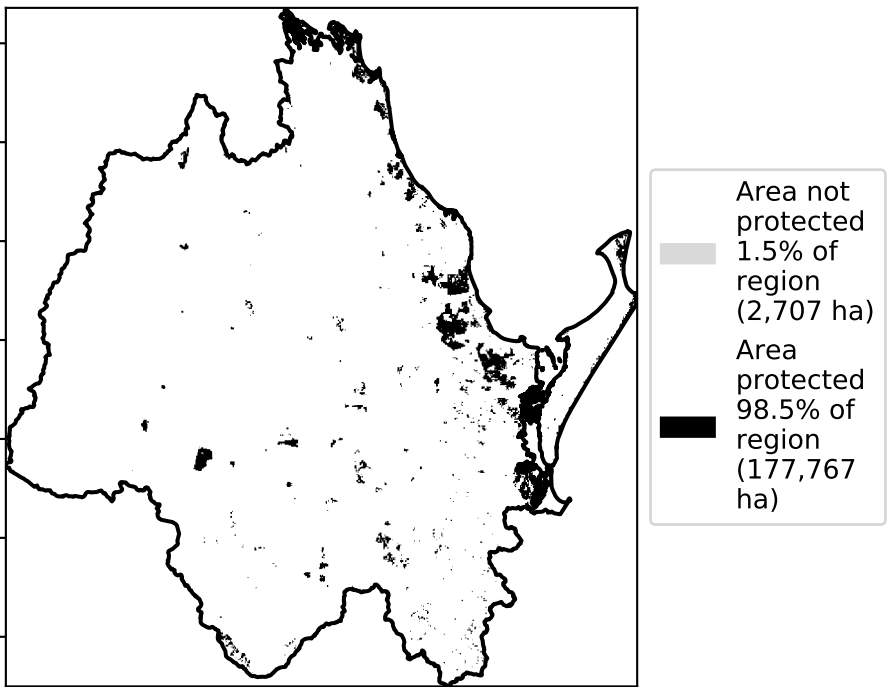 Area not
protected
1.5% of
region
(2,707 ha)
Area
protected
98.5% of
region
(177,767
ha)